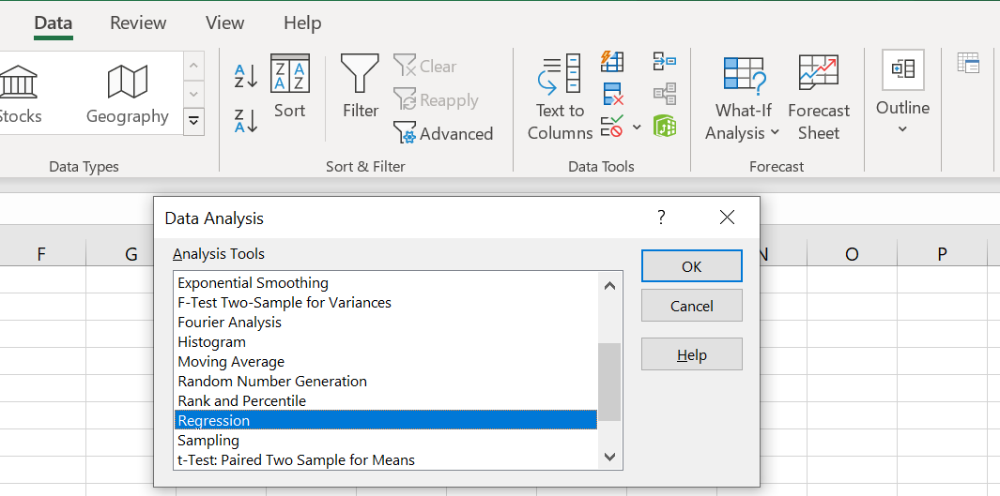 Data Review View Help
Stocks Geography
Sort
Filter
Clear
Reapply
Advanced
Text to
Columns
What-If
Analysis
Forecast
Sheet
Outline
Data Types Sort & Filter Data Tools Forecast
Data Analysis ?
F G N O P
Analysis Tools
Exponential Smoothing
F-Test Two-Sample for Variances
Fourier Analysis
Histogram
Moving Average
Random Number Generation
Rank and Percentile
Regression
Sampling
t-Test: Paired Two Sample for Means
OK
Cancel
Help